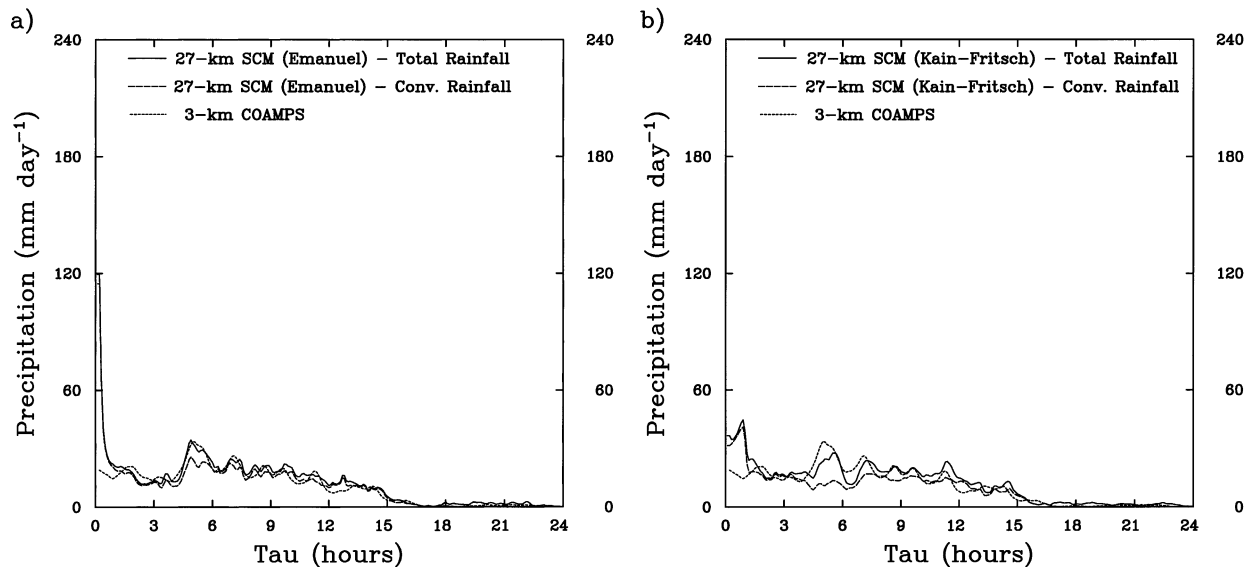 a)
240
180
120
60
0
240
180
120
60
0
27-km SCM (Emanuel) - Total Rainfall
27-km SCM (Emanuel) - Conv. Rainfall
3-km COAMPS
Precipitation (mm day⁻¹)
0 3 6 9 12 15 18 21 24
Tau (hours)
b)
240
180
120
60
0
240
180
120
60
0
27-km SCM (Kain-Fritsch) - Total Rainfall
27-km SCM (Kain-Fritsch) - Conv. Rainfall
3-km COAMPS
Precipitation (mm day⁻¹)
0 3 6 9 12 15 18 21 24
Tau (hours)